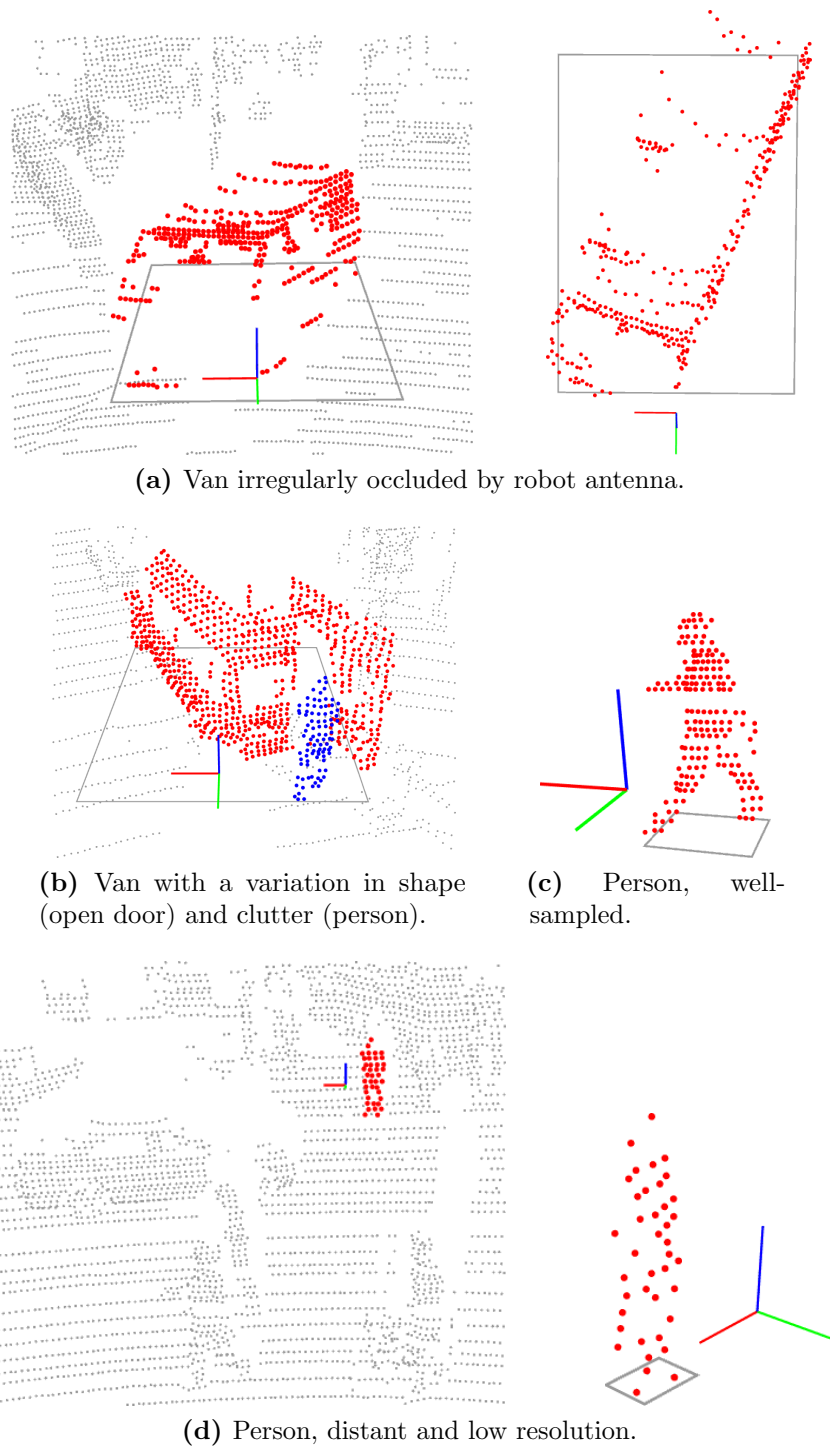 (a) Van irregularly occluded by robot antenna.
(b) Van with a variation in shape
(open door) and clutter (person).
(c) Person, well-
sampled.
(d) Person, distant and low resolution.